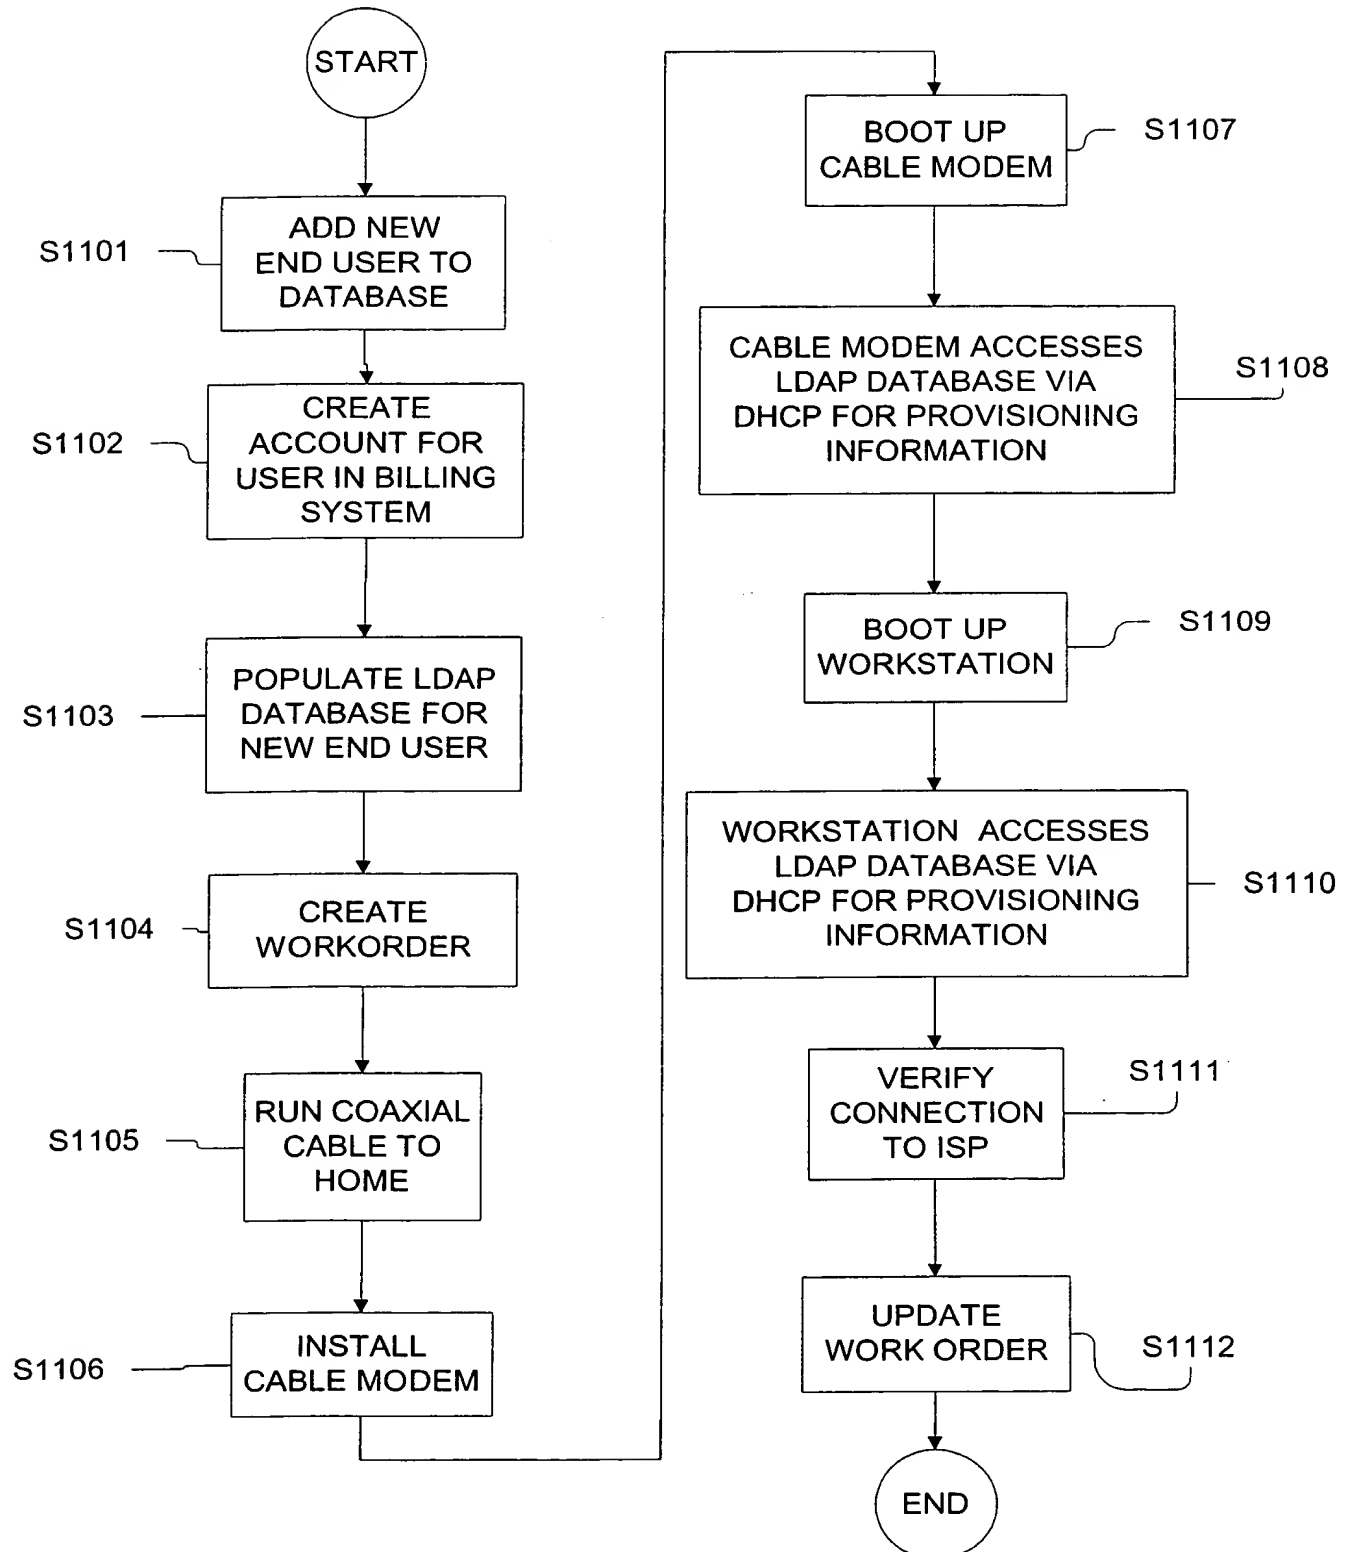 START
S1101
ADD NEW
END USER TO
DATABASE
S1102
CREATE
ACCOUNT FOR
USER IN BILLING
SYSTEM
S1103
POPULATE LDAP
DATABASE FOR
NEW END USER
S1104
CREATE
WORKORDER
S1105
RUN COAXIAL
CABLE TO
HOME
S1106
INSTALL
CABLE MODEM
BOOT UP
CABLE MODEM
S1107
CABLE MODEM ACCESSES
LDAP DATABASE VIA
DHCP FOR PROVISIONING
INFORMATION
S1108
BOOT UP
WORKSTATION
S1109
WORKSTATION ACCESSES
LDAP DATABASE VIA
DHCP FOR PROVISIONING
INFORMATION
S1110
VERIFY
CONNECTION
TO ISP
S1111
UPDATE
WORK ORDER
S1112
END